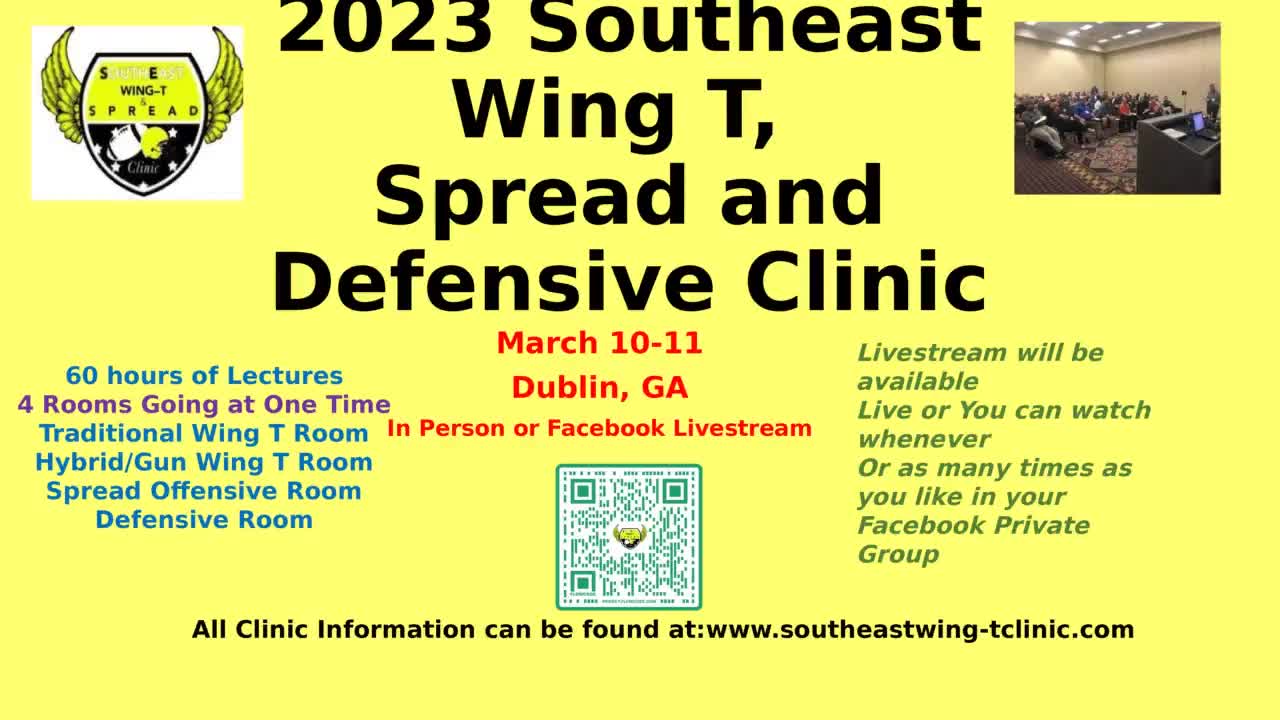 2023 Southeast
Wing T,
Spread and
Defensive Clinic
SOUTHEAST
WING-T
&
SPREAD
Clinic
March 10-11
Dublin, GA
In Person or Facebook Livestream
60 hours of Lectures
4 Rooms Going at One Time
Traditional Wing T Room
Hybrid/Gun Wing T Room
Spread Offensive Room
Defensive Room
Livestream will be
available
Live or You can watch
whenever
Or as many times as
you like in your
Facebook Private
Group
All Clinic Information can be found at:www.southeastwing-tclinic.com